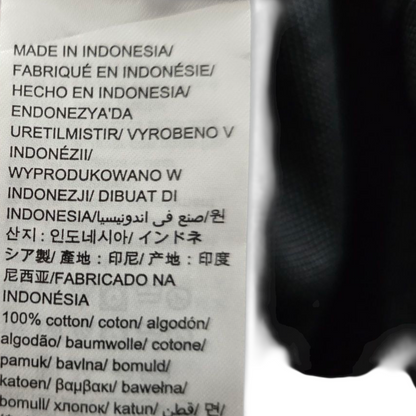 MADE IN INDONESIA/
FABRIQUÉ EN INDONÉSIE/
HECHO EN INDONESIA/
ENDONEZYA'DA
URETILMISTIR/ VYROBENO V
INDONÉZII/
WYPRODUKOWANO W
INDONEZJI/ DIBUAT DI
INDONESIA/صنع في اندونيسيا/원
산지 : 인도네시아/ インドネ
シア製/ 產地 : 印尼/ 产地 : 印度
尼西亚/FABRICADO NA
INDONÉSIA
100% cotton/ coton/ algodón/
algodão/ baumwolle/ cotone/
pamuk/ bavlna/ bomuld/
katoen/ βαμβακι/ bawełna/
bomull/ хлопок/ katun/ قطن/ 면/